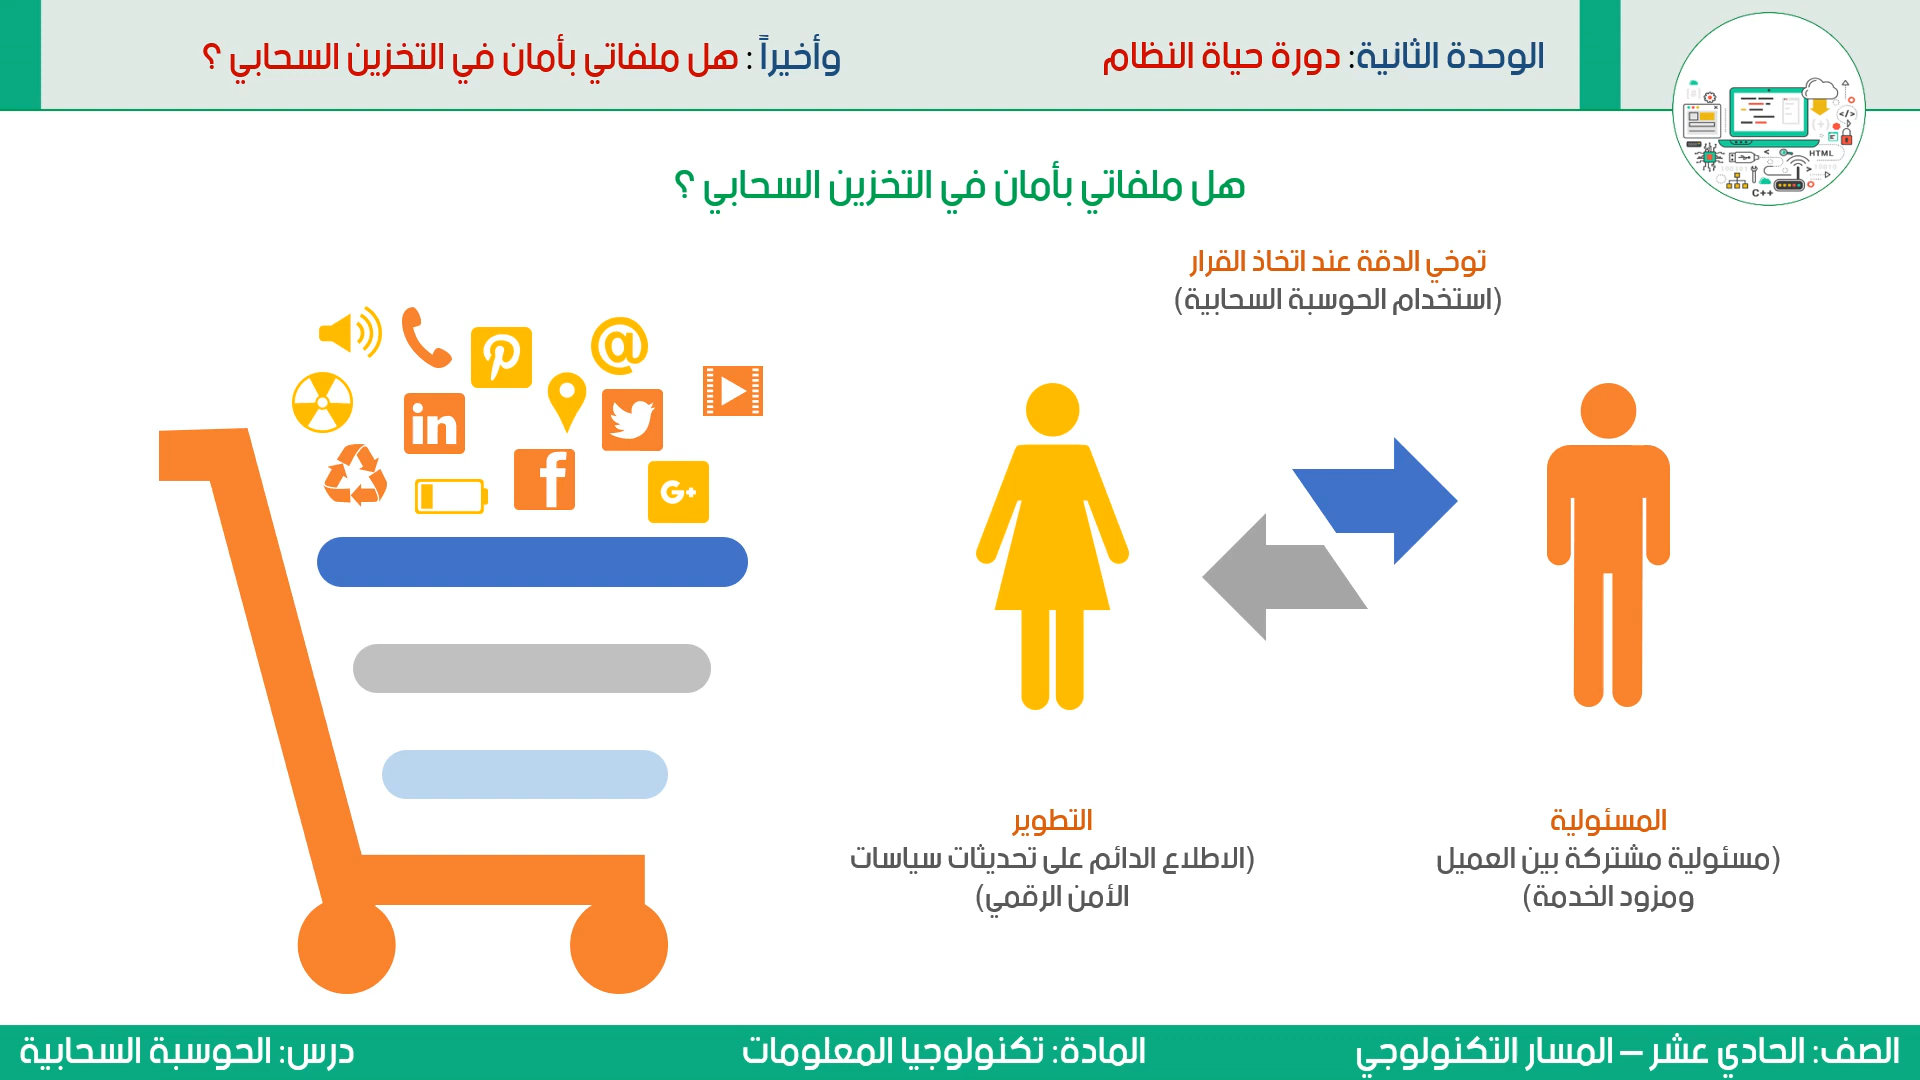 الوحدة الثانية: دورة حياة النظام
وأخيراً : هل ملفاتي بأمان في التخزين السحابي ؟
هل ملفاتي بأمان في التخزين السحابي ؟
توخي الدقة عند اتخاذ القرار
(استخدام الحوسبة السحابية)
المسئولية
(مسئولية مشتركة بين العميل
ومزود الخدمة)
التطوير
(الاطلاع الدائم على تحديثات سياسات
الأمن الرقمي)
in
f
G+
@
HTML
</>
C++
الصف: الحادي عشر – المسار التكنولوجي
المادة: تكنولوجيا المعلومات
درس: الحوسبة السحابية